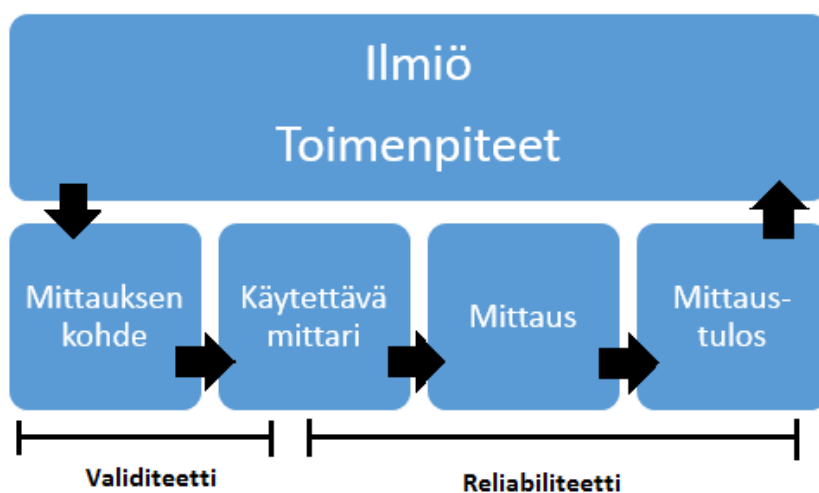 Ilmiö
Toimenpiteet
Mittauksen
kohde
Käytettävä
mittari
Mittaus
Mittaus-
tulos
Validiteetti
Reliabiliteetti